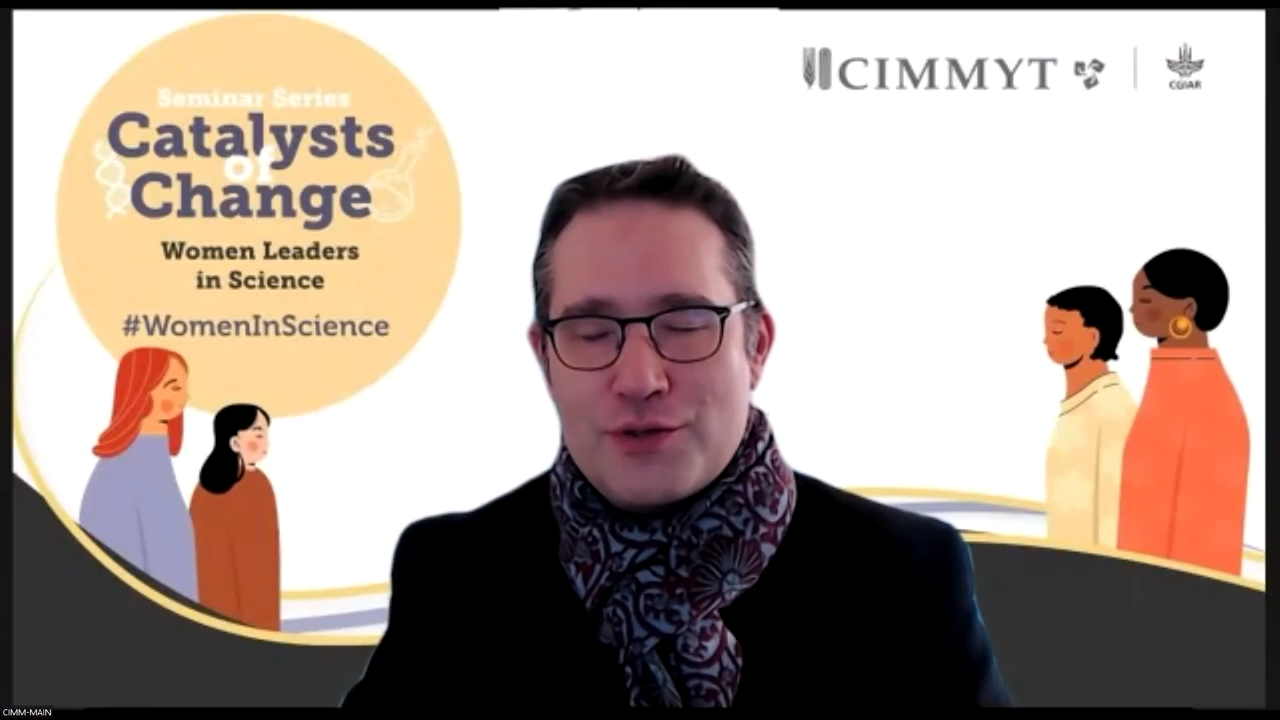 Seminar Series
Catalysts
of
Change
Women Leaders
in Science
#WomenInScience
CIMMYT
CGIAR
CIMM-MAIN